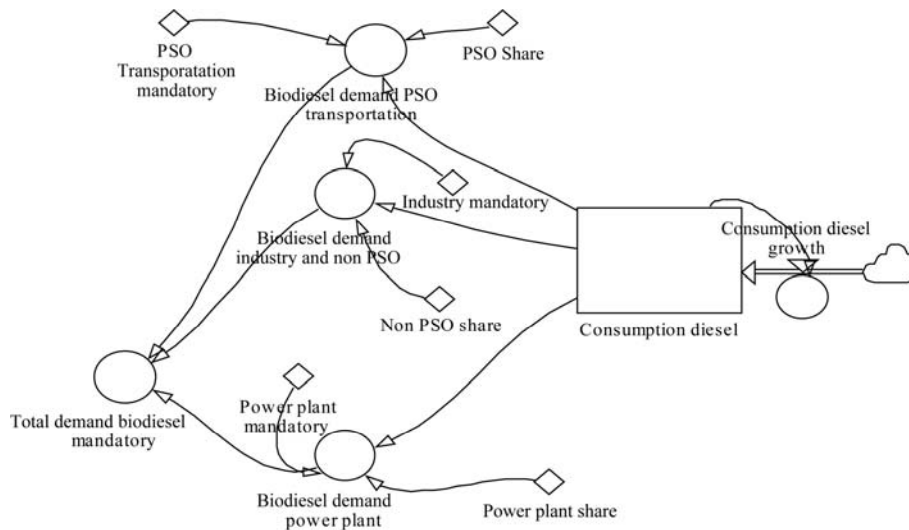 PSO
Transporatation
mandatory
PSO Share
Biodiesel demand PSO
transportation
Industry mandatory
Biodiesel demand
industry and non PSO
Consumption diesel
growth
Non PSO share
Consumption diesel
Power plant
mandatory
Total demand biodiesel
mandatory
Biodiesel demand
power plant
Power plant share